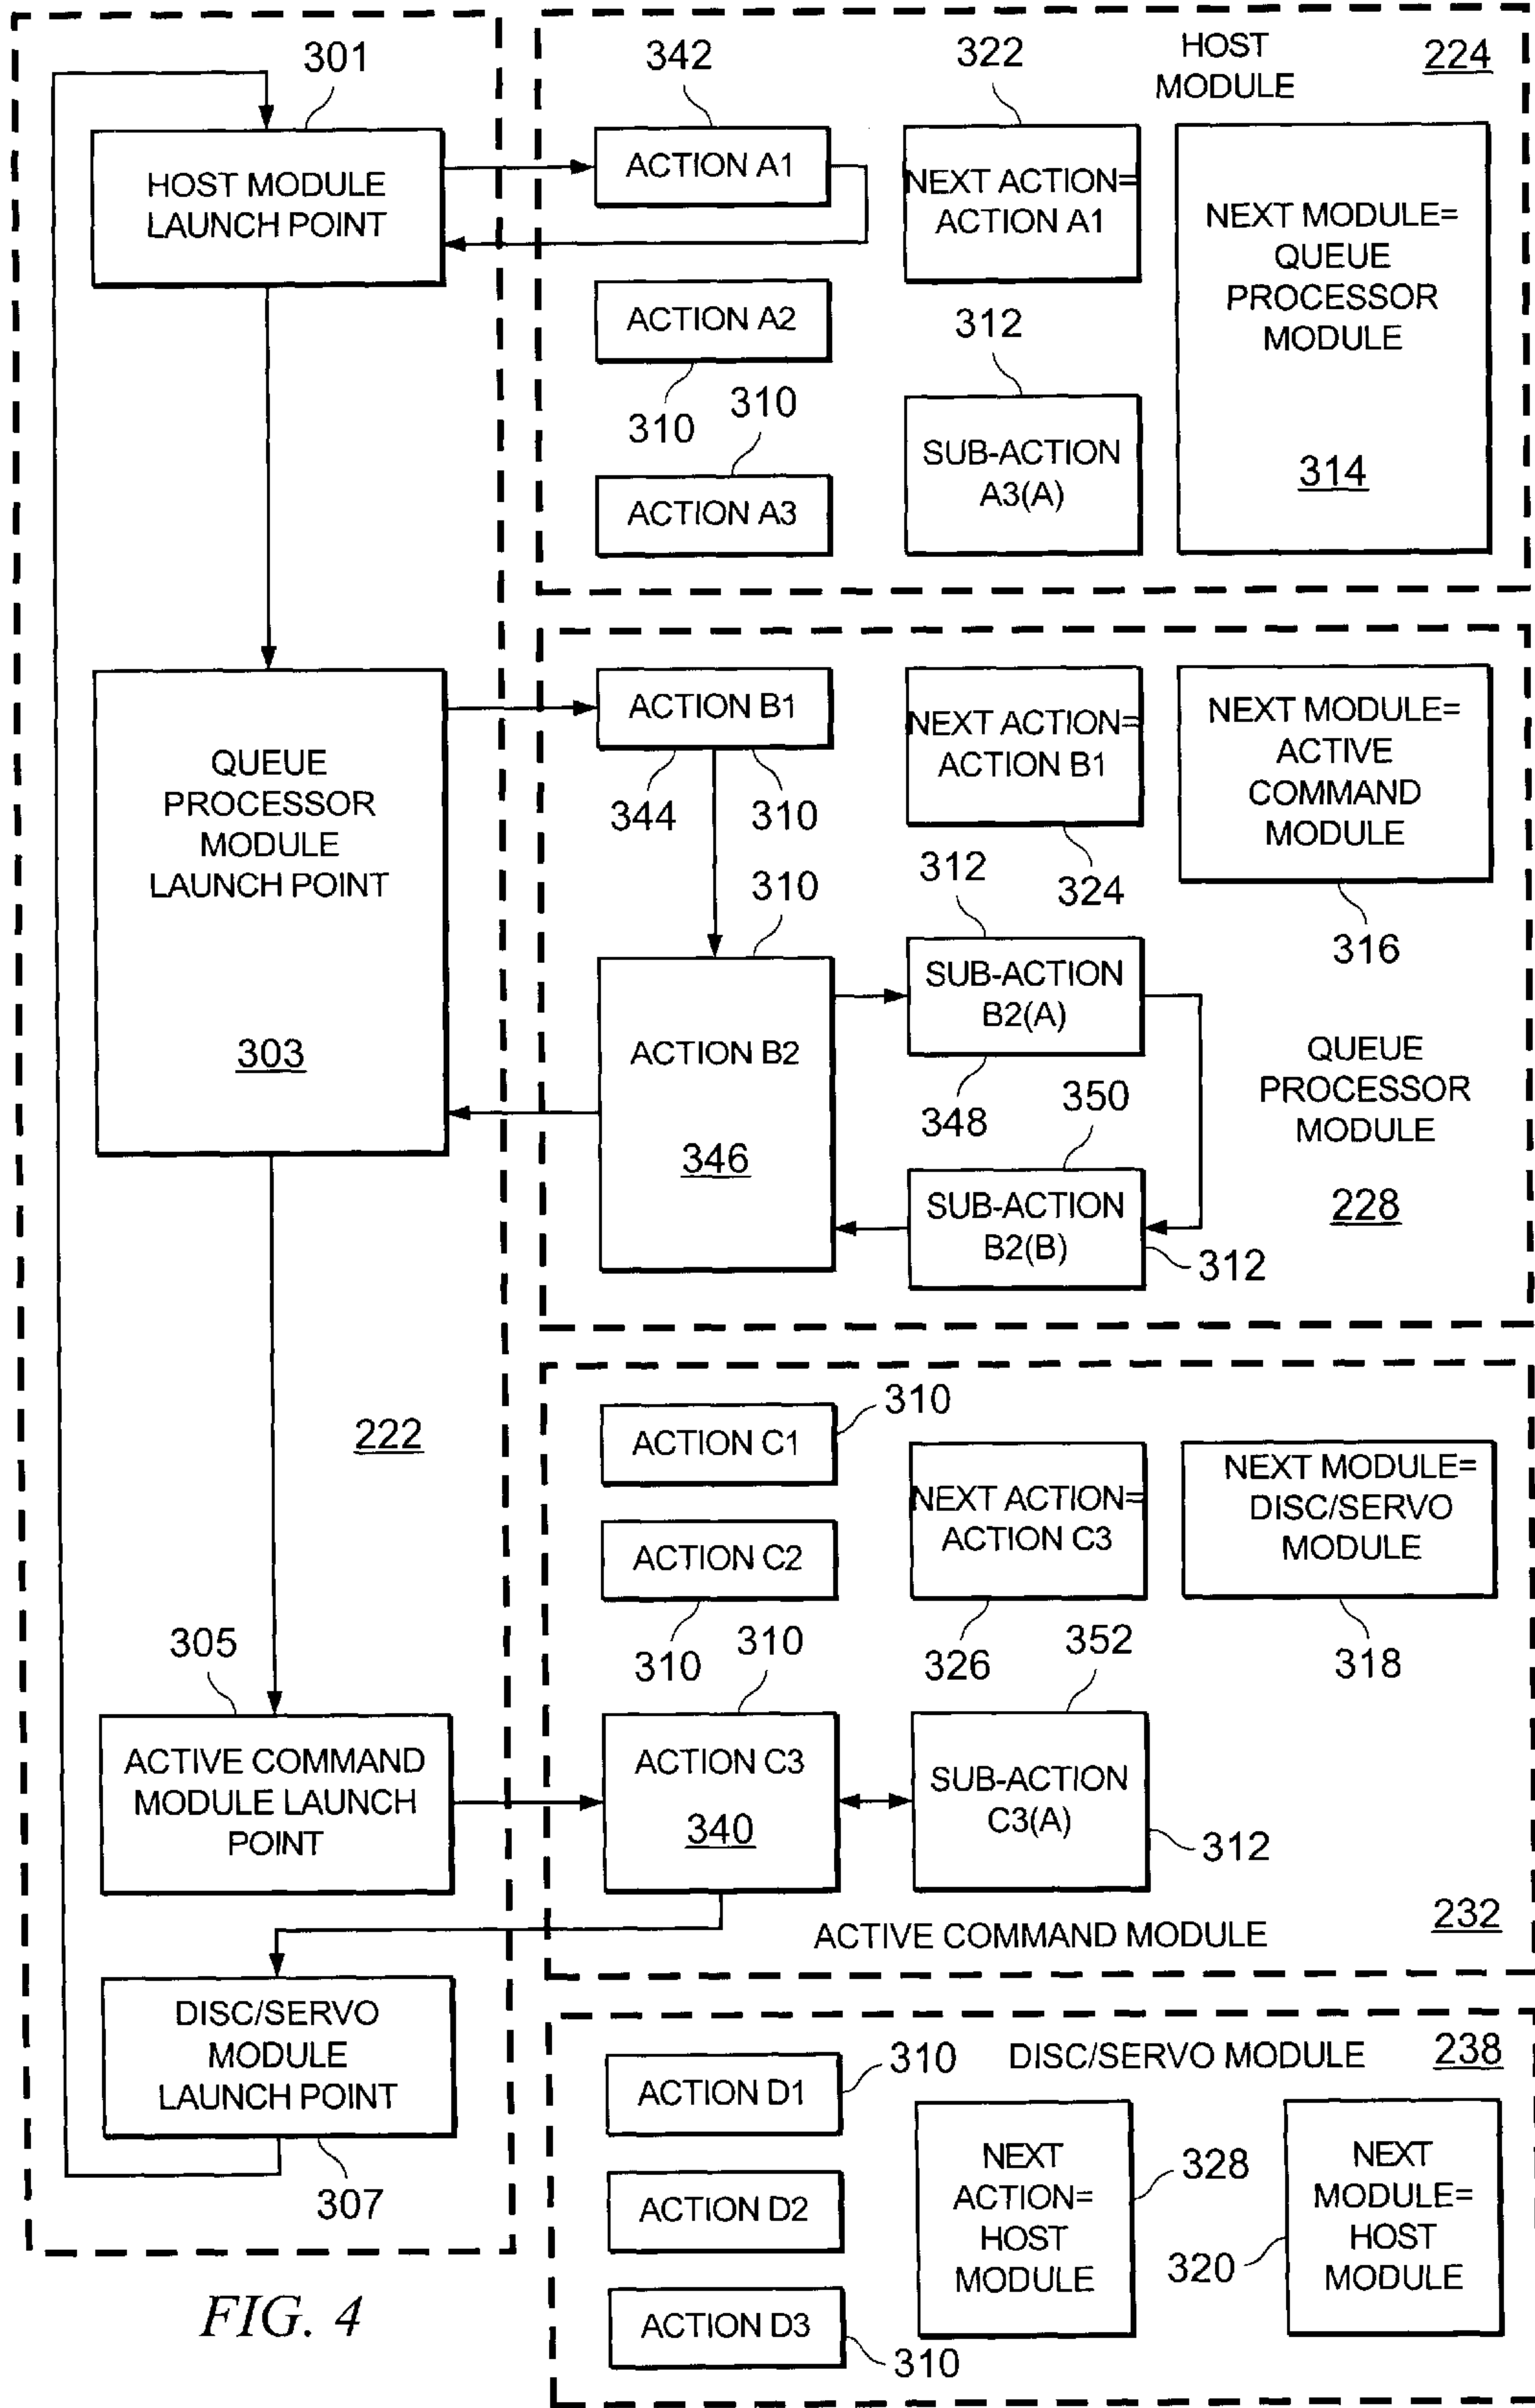 301
HOST MODULE
LAUNCH POINT
342
ACTION A1
322
NEXT ACTION=
ACTION A1
HOST
MODULE
224
NEXT MODULE=
QUEUE
PROCESSOR
MODULE
314
ACTION A2
310
310
ACTION A3
312
SUB-ACTION
A3(A)
QUEUE
PROCESSOR
MODULE
LAUNCH POINT
303
ACTION B1
344
310
NEXT ACTION=
ACTION B1
324
NEXT MODULE=
ACTIVE
COMMAND
MODULE
316
310
ACTION B2
346
312
SUB-ACTION
B2(A)
348
350
SUB-ACTION
B2(B)
312
QUEUE
PROCESSOR
MODULE
228
222
ACTION C1
310
ACTION C2
310
NEXT ACTION=
ACTION C3
326
NEXT MODULE=
DISC/SERVO
MODULE
318
305
ACTIVE COMMAND
MODULE LAUNCH
POINT
310
ACTION C3
340
352
SUB-ACTION
C3(A)
312
ACTIVE COMMAND MODULE
232
DISC/SERVO
MODULE
LAUNCH POINT
307
ACTION D1
310
DISC/SERVO MODULE
238
ACTION D2
NEXT
ACTION=
HOST
MODULE
328
NEXT
MODULE=
HOST
MODULE
320
ACTION D3
310
FIG. 4